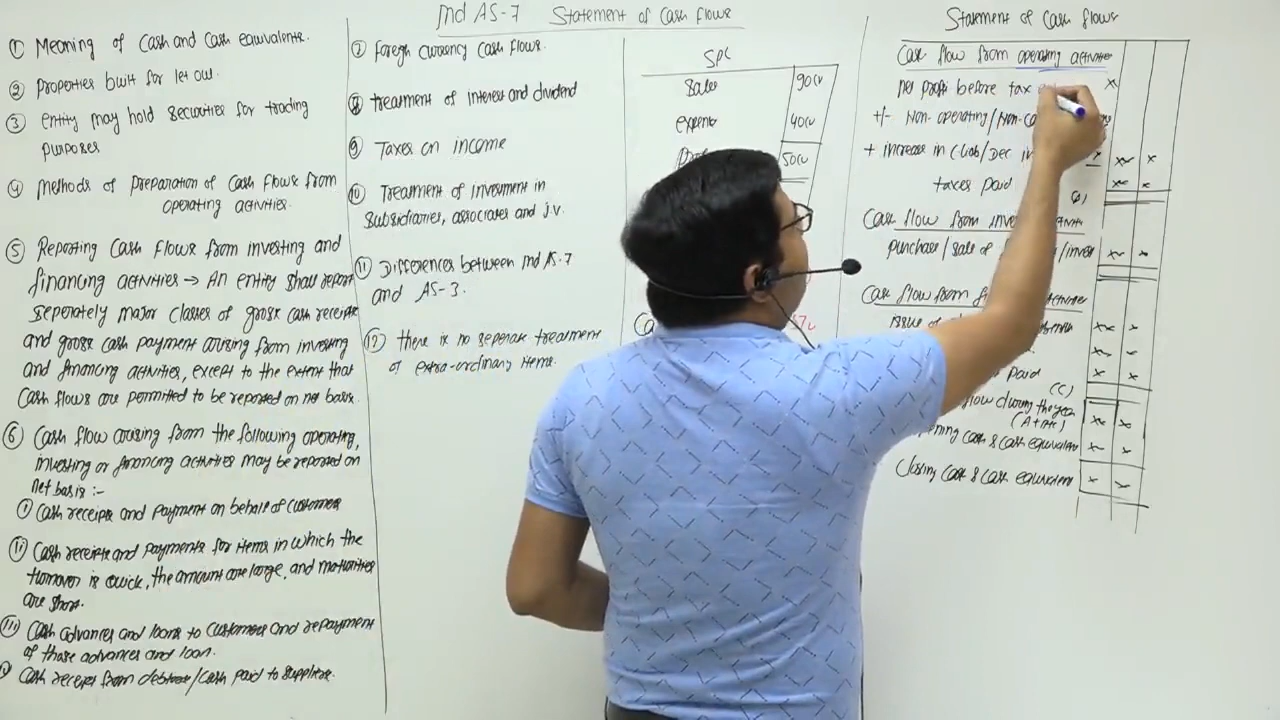 Ind AS-7 Statement of Cash Flows
① Meaning of Cash and Cash equivalents.
② Properties built for let out.
③ entity may hold securities for trading
purposes
④ Methods of Preparation of Cash Flows from
operating activities.
⑤ Reporting Cash Flows from investing and
financing activities → An entity shall report
seperately major classes of gross cash receipts
and gross cash payment arising from investing
and financing activities, except to the extent that
Cash flows are permitted to be reported on net basis.
⑥ Cash flow arising from the following operating,
investing or financing activities may be reported on
net basis :-
① Cash receipts and payment on behalf of customers
ⅱ Cash receipts and payments for items in which the
turnover is quick, the amount are large, and maturities
are short.
ⅲ Cash advances and loans to customers and repayment
of those advances and loan.
Cash receipt from debtors/Cash paid to suppliers.
⑦ foreign currency Cash flows.
⑧ treatment of interest and dividend
⑨ Taxes on income
⑩ Treatment of invesment in
subsidiaries, associates and j.v.
⑪ Differences between Ind AS-7
and AS-3.
⑫ there is no seperate treatment
of extra-ordinary items.
SPL
Sales
expense
Statement of Cash flows
Cash flow from operating activities
Net profit before tax
+/- Non-operating/Non-
+ increase in C.liab/Dec in
taxes paid
Cash flow from
purchase/sale of
Cash flow from
issue of
Paid
(C)
flow during the year
(A+B+C)
cash & cash equivalent
Closing Cash & Cash equivalent